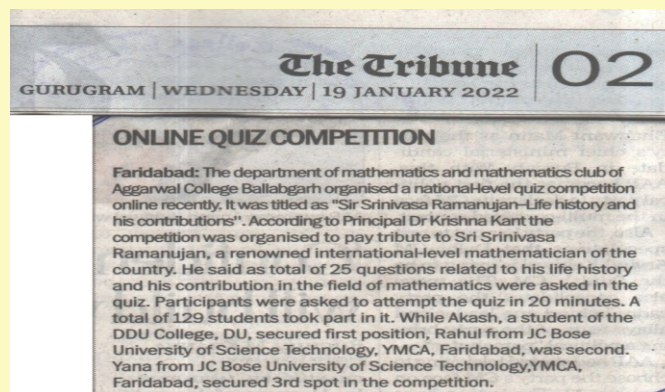 The Tribune
02
GURUGRAM | WEDNESDAY | 19 JANUARY 2022
ONLINE QUIZ COMPETITION
Faridabad: The department of mathematics and mathematics club of
Aggarwal College Ballabgarh organised a national-level quiz competition
online recently. It was titled as "Sir Srinivasa Ramanujan–Life history and
his contributions". According to Principal Dr Krishna Kant the
competition was organised to pay tribute to Sri Srinivasa
Ramanujan, a renowned international-level mathematician of the
country. He said as total of 25 questions related to his life history
and his contribution in the field of mathematics were asked in the
quiz. Participants were asked to attempt the quiz in 20 minutes. A
total of 129 students took part in it. While Akash, a student of the
DDU College, DU, secured first position, Rahul from JC Bose
University of Science Technology, YMCA, Faridabad, was second.
Yana from JC Bose University of Science Technology,YMCA,
Faridabad, secured 3rd spot in the competition.